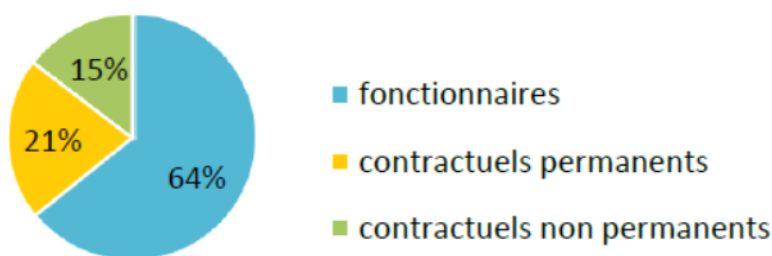 15%
21%
64%
fonctionnaires
contractuels permanents
contractuels non permanents